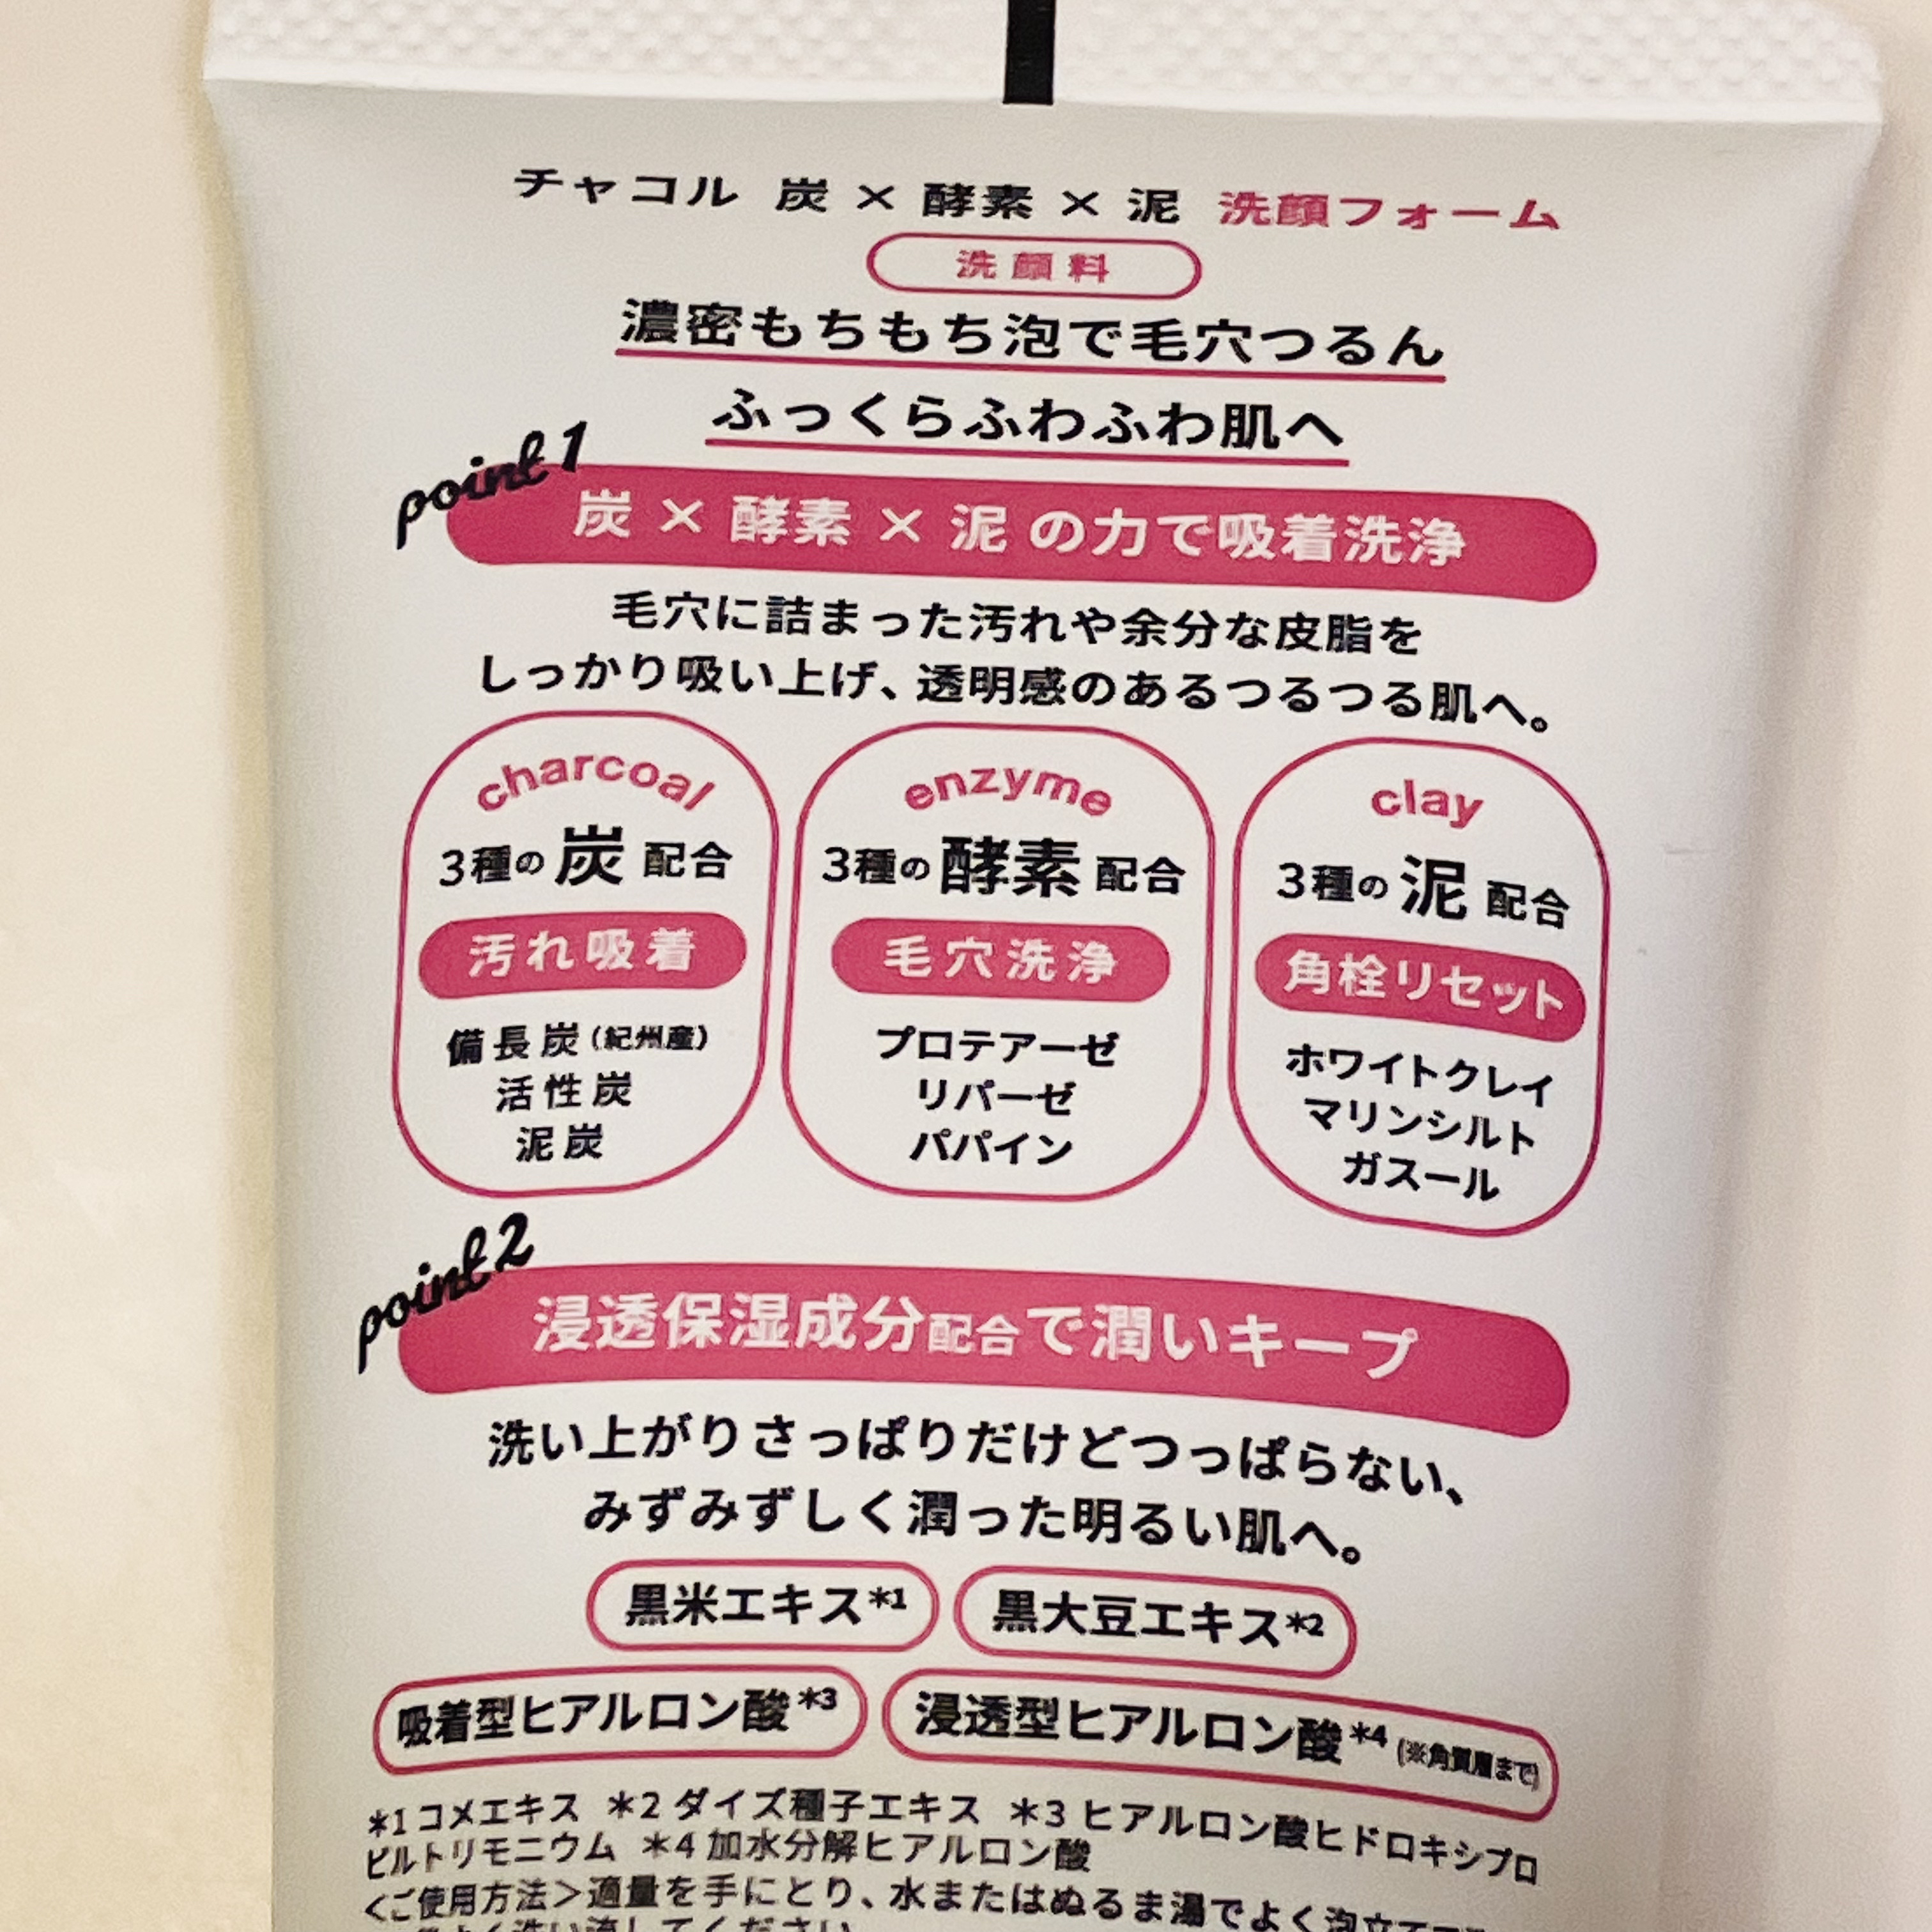 チャコル 炭 × 酵素 × 泥 洗顔フォーム
洗顔料
濃密もちもち泡で毛穴つるん
ふっくらふわふわ肌へ
point 1
炭 × 酵素 × 泥 の力で吸着洗浄
毛穴に詰まった汚れや余分な皮脂を
しっかり吸い上げ、透明感のあるつるつる肌へ。
charcoal
3種の 炭 配合
汚れ吸着
備長炭(紀州産)
活性炭
泥炭
enzyme
3種の 酵素 配合
毛穴洗浄
プロテアーゼ
リパーゼ
パパイン
clay
3種の 泥 配合
角栓リセット
ホワイトクレイ
マリンシルト
ガスール
point 2
浸透保湿成分配合で潤いキープ
洗い上がりさっぱりだけどつっぱらない、
みずみずしく潤った明るい肌へ。
黒米エキス*1
黒大豆エキス*2
吸着型ヒアルロン酸*3
浸透型ヒアルロン酸*4 (※角質層まで)
*1 コメエキス *2 ダイズ種子エキス *3 ヒアルロン酸ヒドロキシプロ
ピルトリモニウム *4 加水分解ヒアルロン酸
<ご使用方法>適量を手にとり、水またはぬるま湯でよく泡立て
洗い流してください